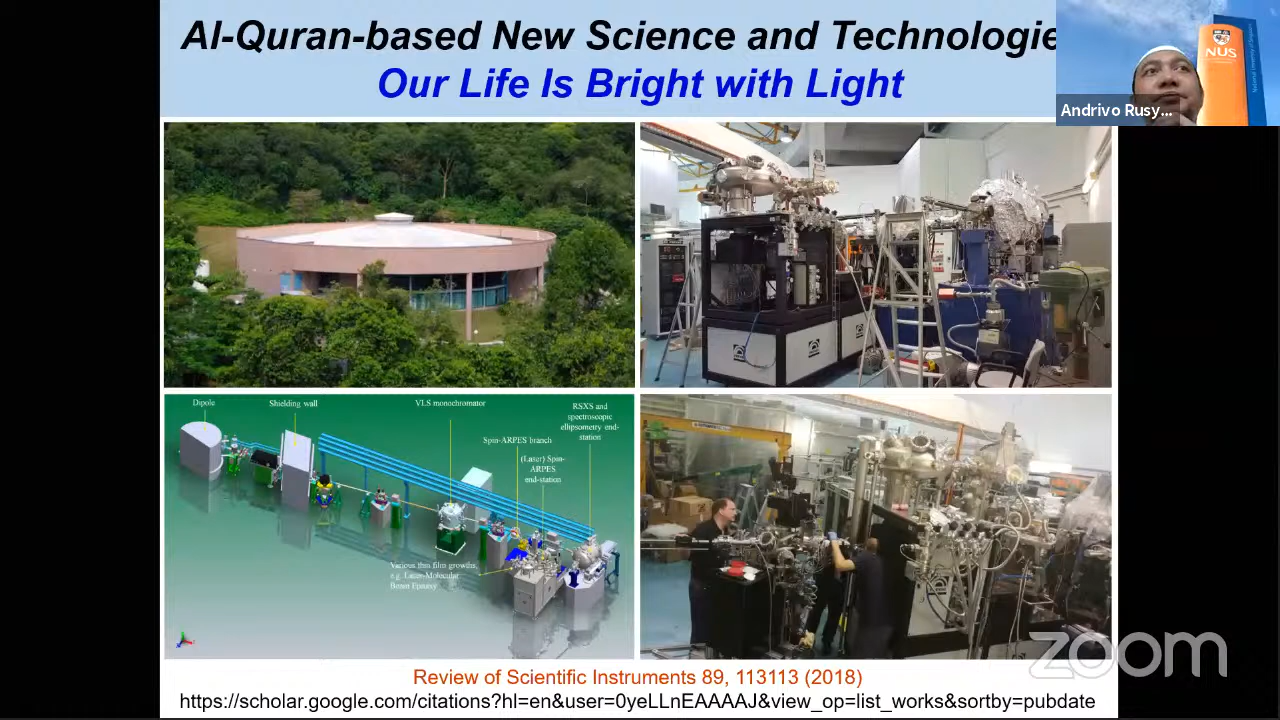 Al-Quran-based New Science and Technologie
Our Life Is Bright with Light
NUS
Andrivo Rusy...
Dipole
Shielding wall
VLS monochromator
RSXS and
spectroscopic
ellipsometry end-
station
Spin-ARPES branch
(Laser) Spin-
ARPES
end-station
Various thin film growths,
e.g. Laser-Molecular
Beam Epitaxy
zoom
Review of Scientific Instruments 89, 113113 (2018)
https://scholar.google.com/citations?hl=en&user=0yeLLnEAAAAJ&view_op=list_works&sortby=pubdate